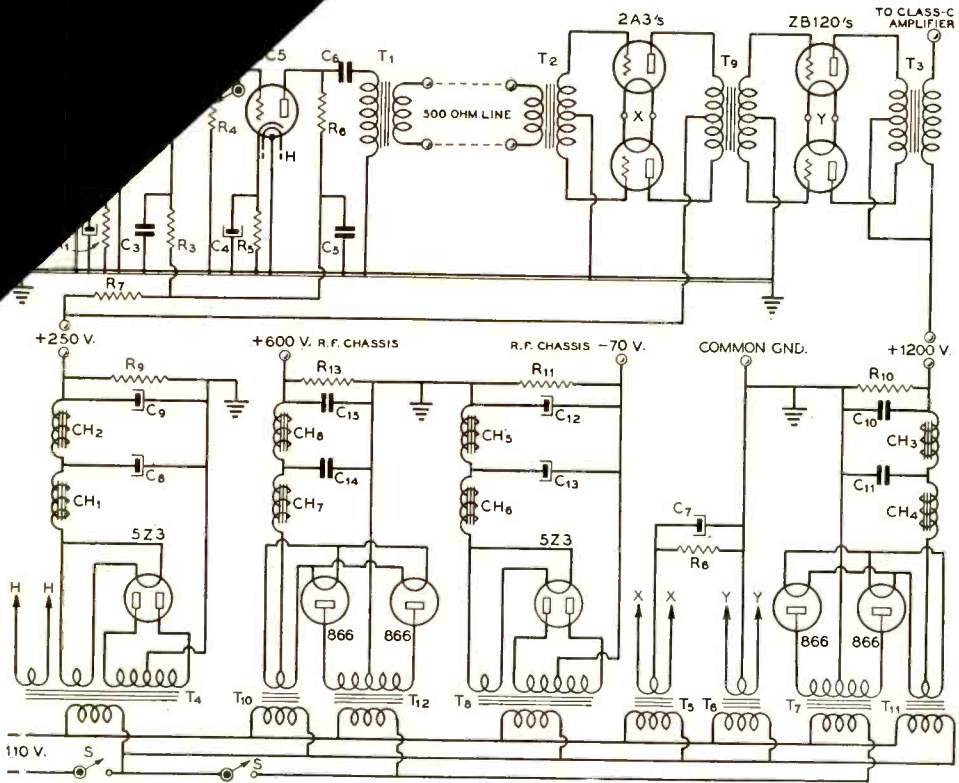 2A3's
ZB120's
TO CLASS-C
AMPLIFIER
C5
C6
T1
T2
T9
T3
R4
R6
500 OHM LINE
X
Y
H
C3
R3
C4
R5
C5
R7
+250 V.
+600 V. R.F. CHASSIS
R.F. CHASSIS -70 V.
COMMON GND.
+1200 V.
R9
R13
R11
R10
C9
C15
C12
C10
CH2
CH8
CH5
CH3
C8
C14
C13
C11
CH1
CH7
CH6
C7
CH4
5Z3
5Z3
R6
H
H
X
X
Y
Y
866
866
866
866
T4
T10
T12
T8
T5
T6
T7
T11
110 V.
S
S